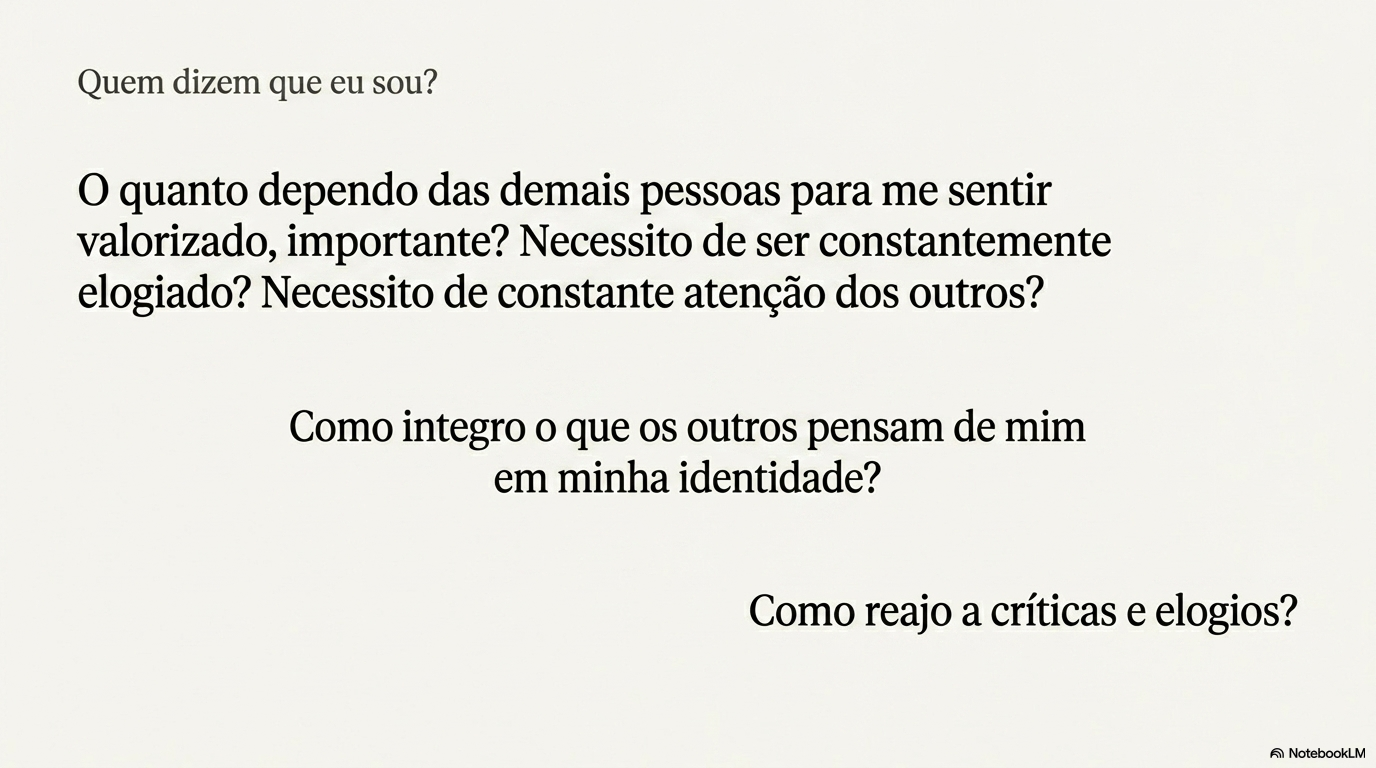 Quem dizem que eu sou?
O quanto dependo das demais pessoas para me sentir
valorizado, importante? Necessito de ser constantemente
elogiado? Necessito de constante atenção dos outros?
Como integro o que os outros pensam de mim
em minha identidade?
Como reajo a críticas e elogios?
NotebookLM